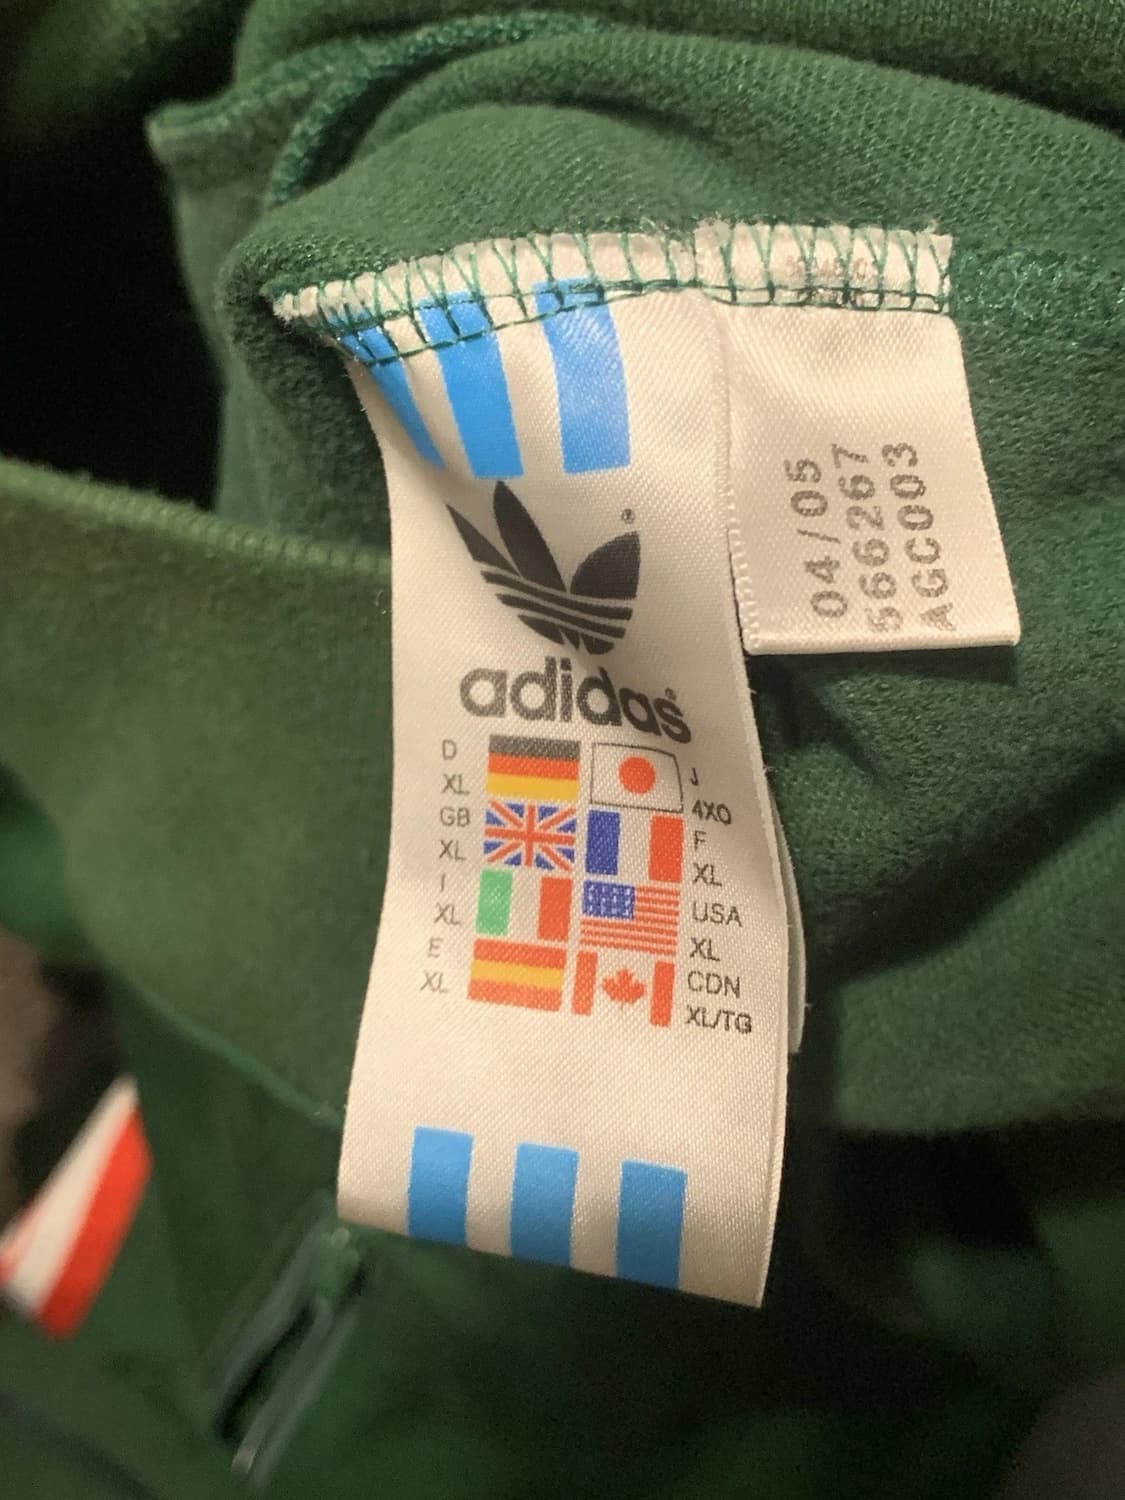 ®
adidas®
D
XL
GB
XL
I
XL
E
XL
J
4XO
F
XL
USA
XL
CDN
XL/TG
04/05
566267
AGC003